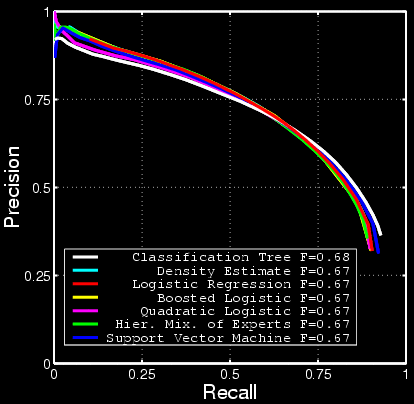 1
0.75
0.5
0.25
0
Precision
Classification Tree F=0.68
Density Estimate F=0.67
Logistic Regression F=0.67
Boosted Logistic F=0.67
Quadratic Logistic F=0.67
Hier. Mix. of Experts F=0.67
Support Vector Machine F=0.67
0 0.25 0.5 0.75 1
Recall